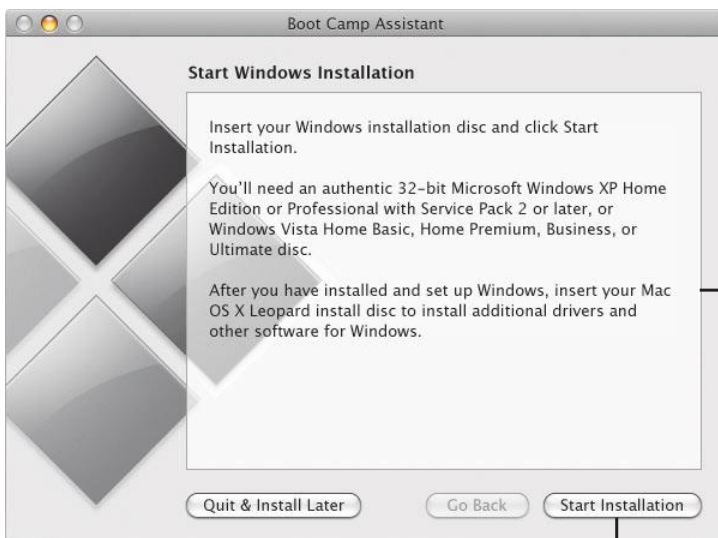 Boot Camp Assistant
Start Windows Installation
Insert your Windows installation disc and click Start
Installation.
You'll need an authentic 32-bit Microsoft Windows XP Home
Edition or Professional with Service Pack 2 or later, or
Windows Vista Home Basic, Home Premium, Business, or
Ultimate disc.
After you have installed and set up Windows, insert your Mac
OS X Leopard install disc to install additional drivers and
other software for Windows.
Quit & Install Later
Go Back
Start Installation